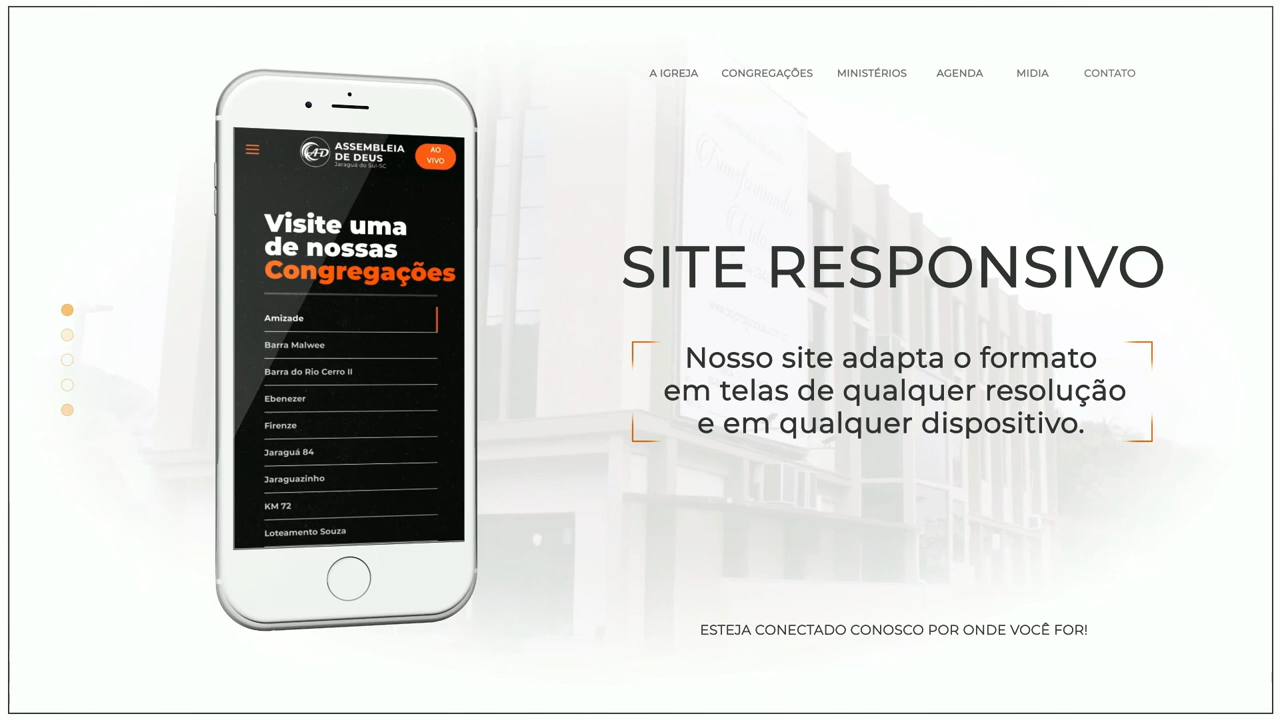 A IGREJA CONGREGAÇÕES MINISTÉRIOS AGENDA MIDIA CONTATO
ASSEMBLEIA
DE DEUS
Jaraguá do Sul-SC
AO
VIVO
Visite uma
de nossas
Congregações
Amizade
Barra Malwee
Barra do Rio Cerro II
Ebenezer
Firenze
Jaraguá 84
Jaraguazinho
KM 72
Loteamento Souza
SITE RESPONSIVO
Nosso site adapta o formato
em telas de qualquer resolução
e em qualquer dispositivo.
ESTEJA CONECTADO CONOSCO POR ONDE VOCÊ FOR!